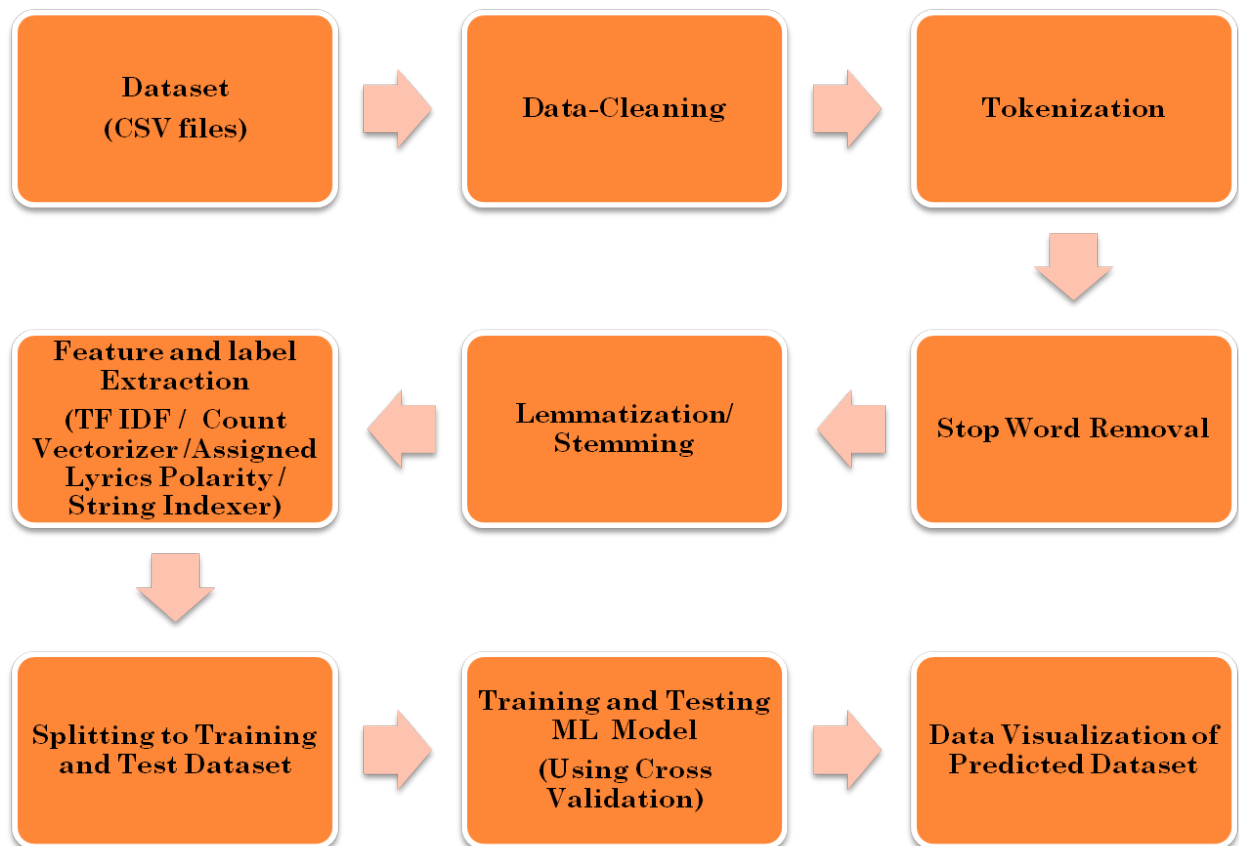 Dataset
(CSV files)
Data-Cleaning
Tokenization
Stop Word Removal
Lemmatization/
Stemming
Feature and label
Extraction
(TF IDF / Count
Vectorizer /Assigned
Lyrics Polarity /
String Indexer)
Splitting to Training
and Test Dataset
Training and Testing
ML Model
(Using Cross
Validation)
Data Visualization of
Predicted Dataset